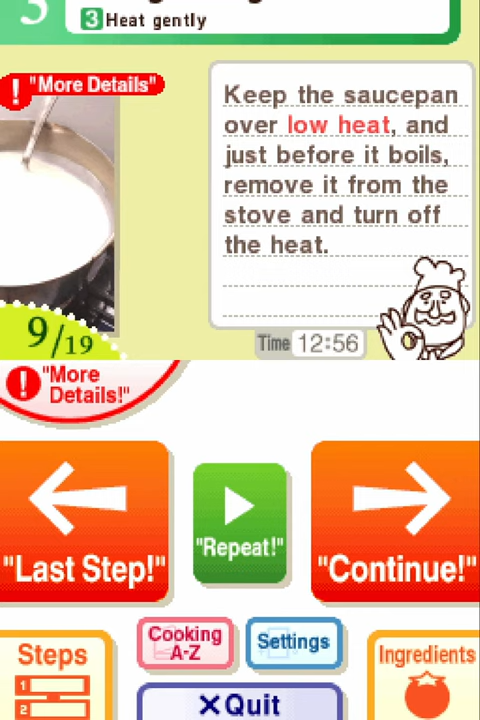 3
3 Heat gently
! "More Details"
Keep the saucepan
over low heat, and
just before it boils,
remove it from the
stove and turn off
the heat.
9/19
Time 12:56
! "More
Details!"
"Last Step!"
"Repeat!"
"Continue!"
Cooking
A-Z
Settings
Steps
1
2
Ingredients
×Quit